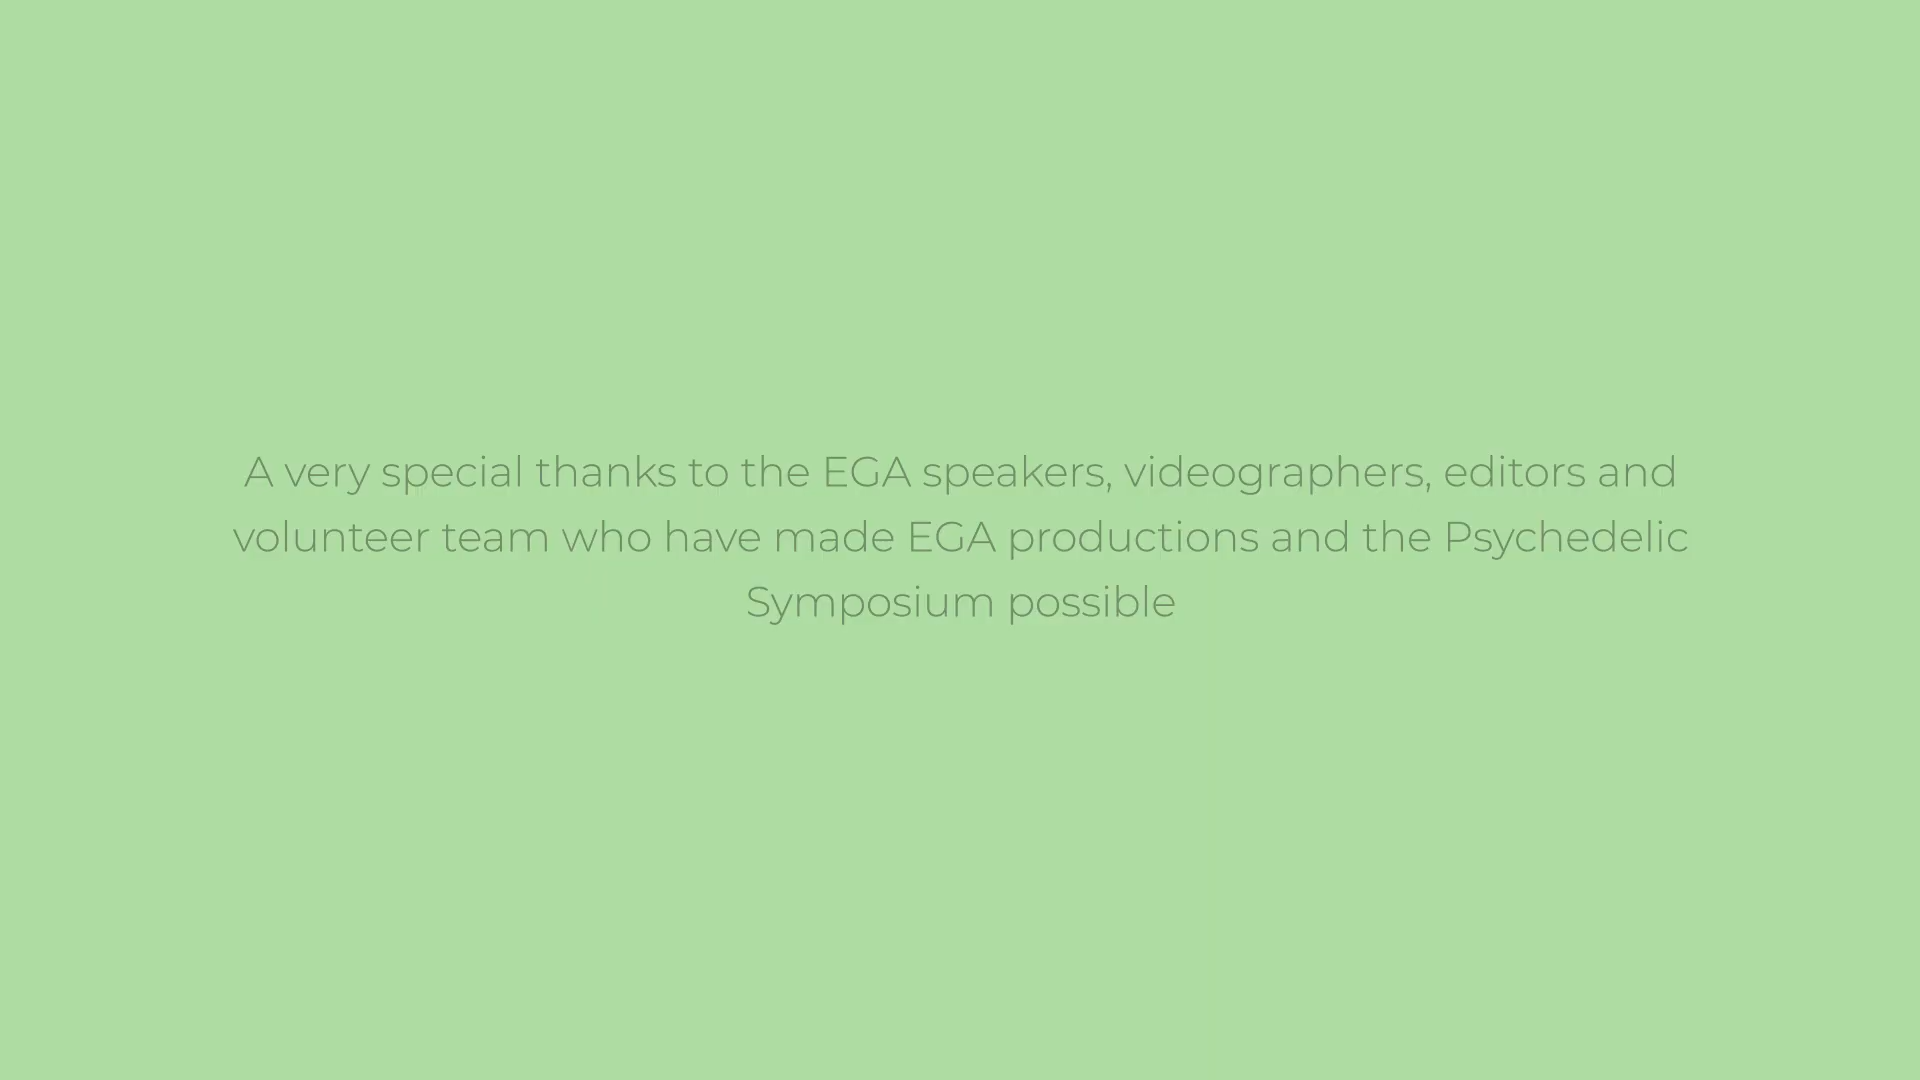 A very special thanks to the EGA speakers, videographers, editors and
volunteer team who have made EGA productions and the Psychedelic
Symposium possible